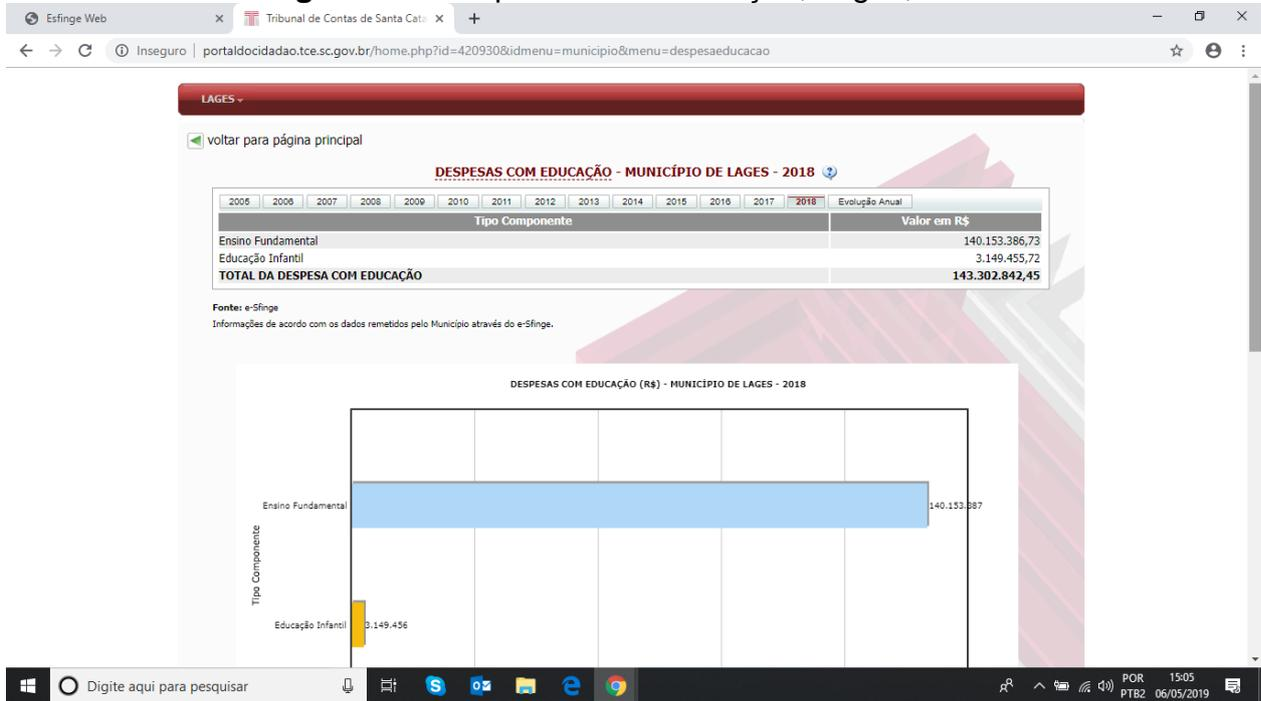 Esfinge Web
Tribunal de Contas de Santa Cata
Inseguro | portaldocidadao.tce.sc.gov.br/home.php?id=420930&idmenu=municipio&menu=despesaeducacao
LAGES
voltar para página principal
DESPESAS COM EDUCAÇÃO - MUNICÍPIO DE LAGES - 2018
2005 2006 2007 2008 2009 2010 2011 2012 2013 2014 2015 2016 2017 2018 Evolução Anual
Tipo Componente Valor em R$
Ensino Fundamental 140.153.386,73
Educação Infantil 3.149.455,72
TOTAL DA DESPESA COM EDUCAÇÃO 143.302.842,45
Fonte: e-Sfinge
Informações de acordo com os dados remetidos pelo Município através do e-Sfinge.
DESPESAS COM EDUCAÇÃO (R$) - MUNICÍPIO DE LAGES - 2018
Ensino Fundamental 140.153.387
Tipo Componente
Educação Infantil 3.149.456
Digite aqui para pesquisar
POR 15:05
PTB2 06/05/2019